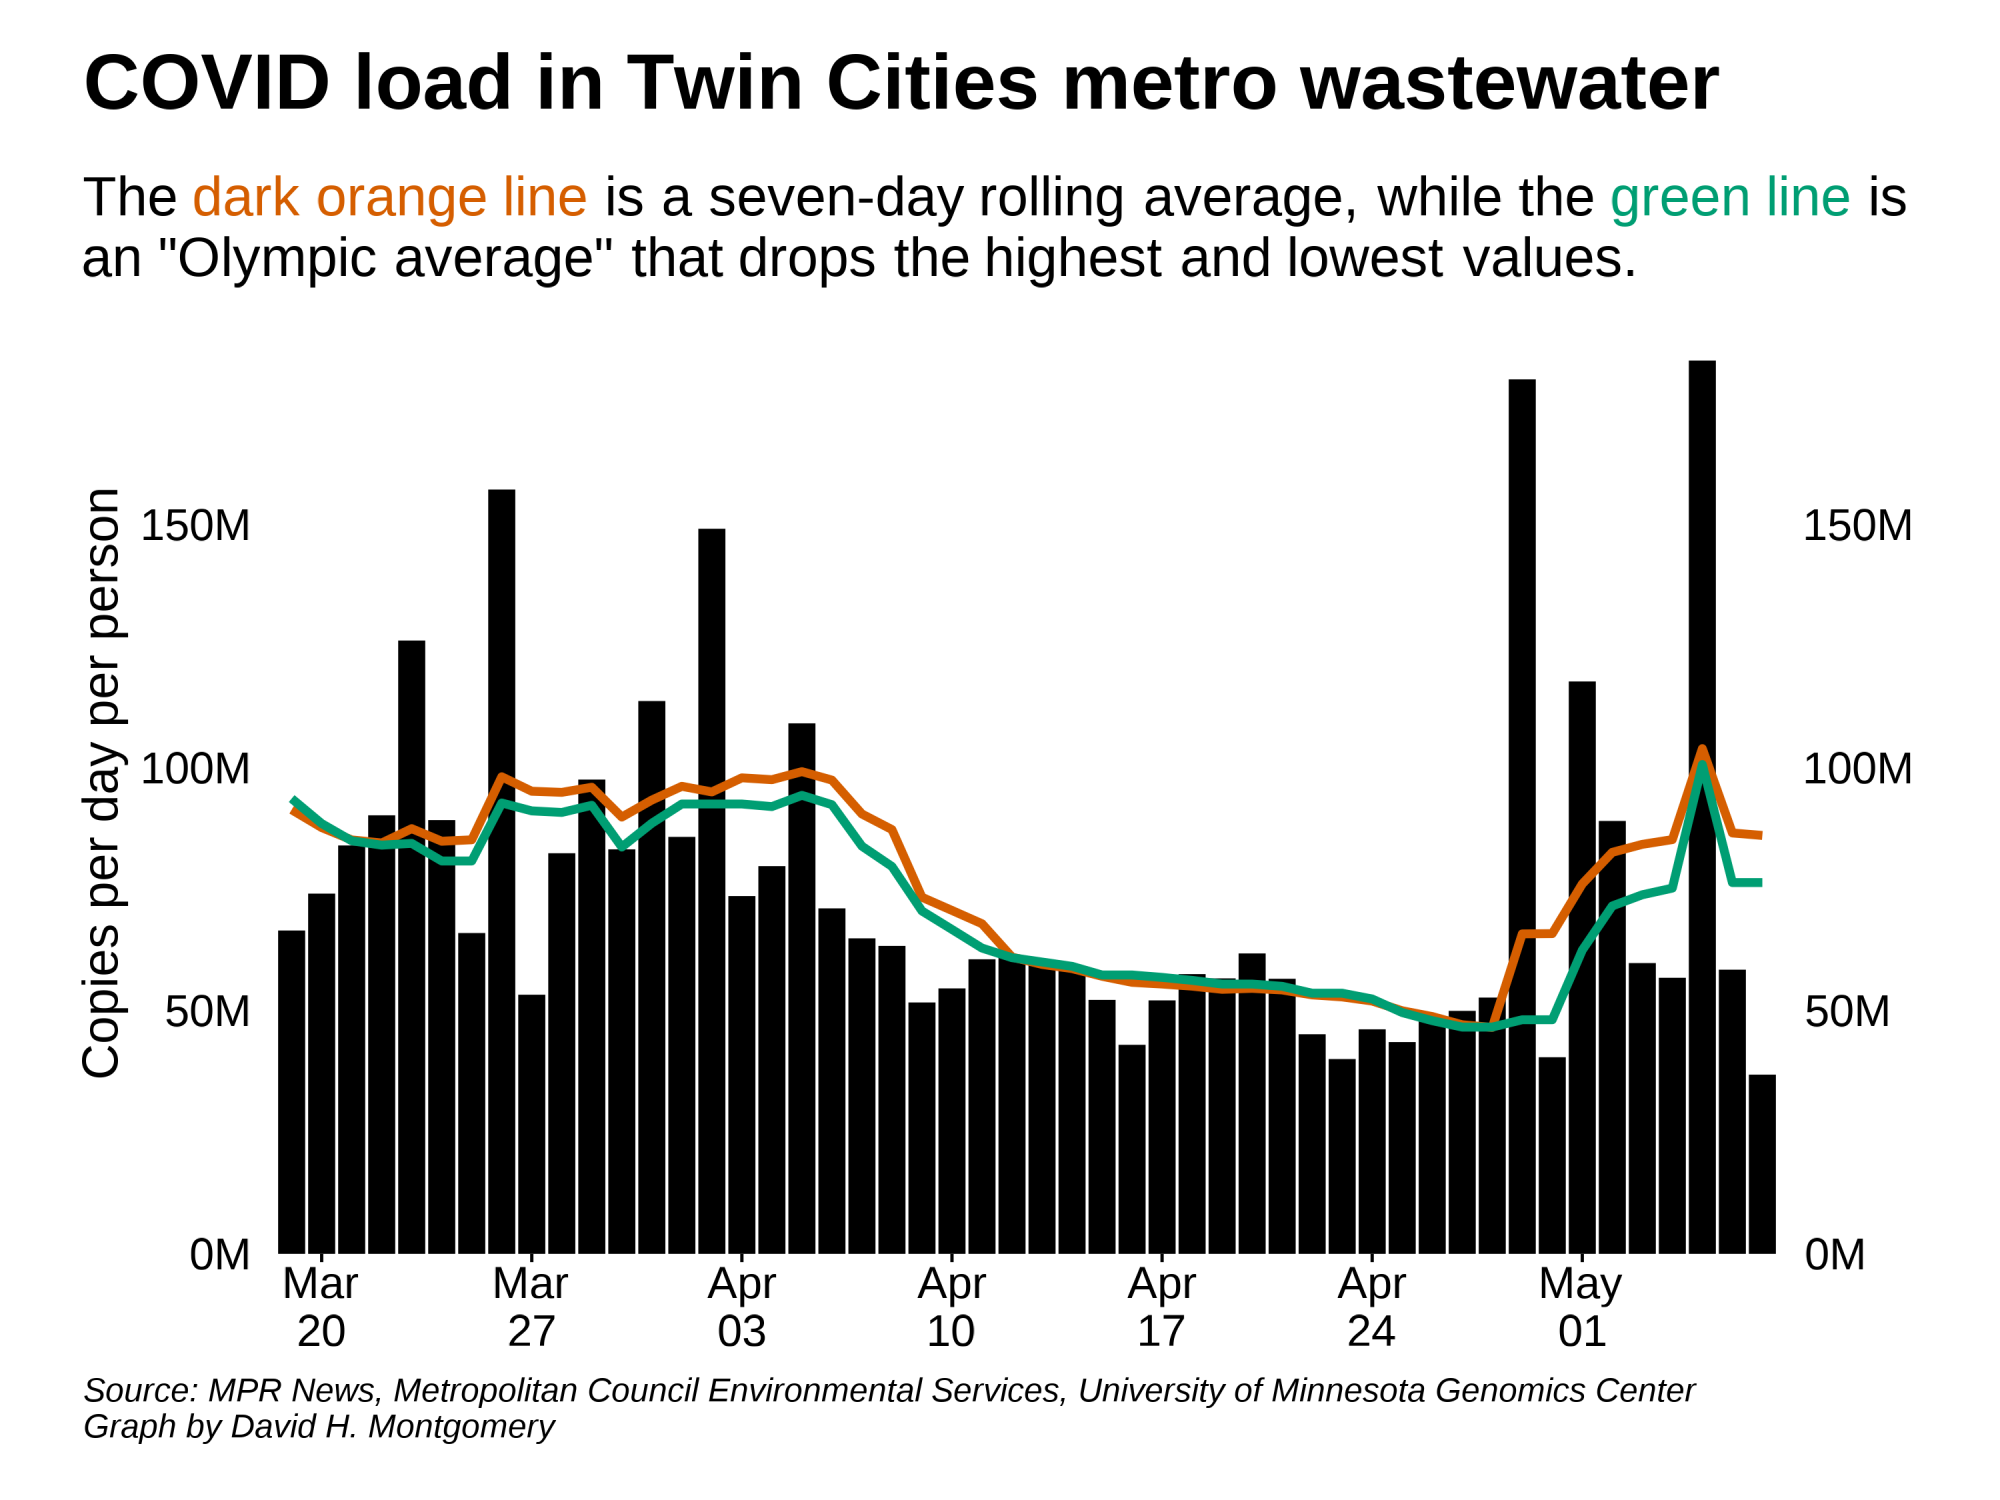 COVID load in Twin Cities metro wastewater
The dark orange line is a seven-day rolling average, while the green line is
an "Olympic average" that drops the highest and lowest values.
Copies per day per person
150M
150M
100M
100M
50M
50M
0M
0M
Mar
20
Mar
27
Apr
03
Apr
10
Apr
17
Apr
24
May
01
Source: MPR News, Metropolitan Council Environmental Services, University of Minnesota Genomics Center
Graph by David H. Montgomery